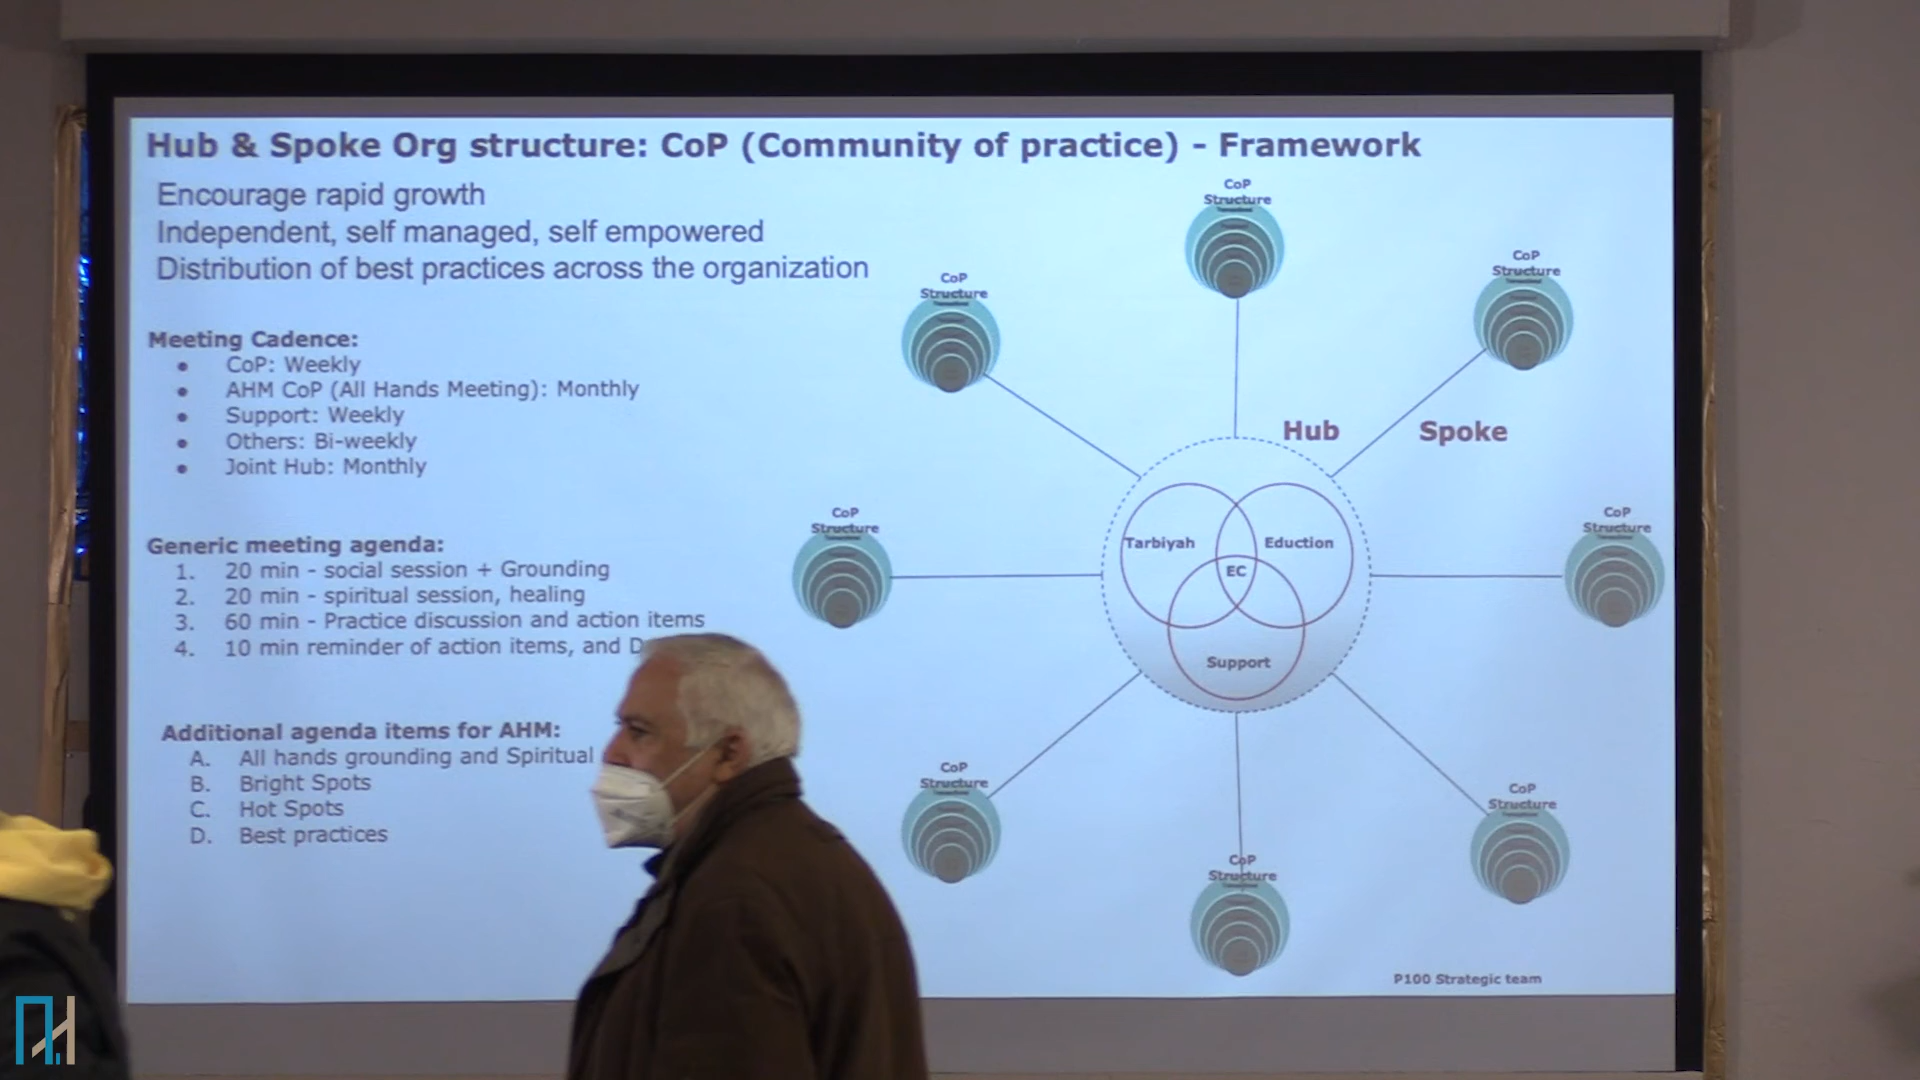 Hub & Spoke Org structure: CoP (Community of practice) - Framework
Encourage rapid growth
Independent, self managed, self empowered
Distribution of best practices across the organization
Meeting Cadence:
• CoP: Weekly
• AHM CoP (All Hands Meeting): Monthly
• Support: Weekly
• Others: Bi-weekly
• Joint Hub: Monthly
Generic meeting agenda:
1. 20 min - social session + Grounding
2. 20 min - spiritual session, healing
3. 60 min - Practice discussion and action items
4. 10 min reminder of action items, and
Additional agenda items for AHM:
A. All hands grounding and Spiritual
B. Bright Spots
C. Hot Spots
D. Best practices
CoP
Structure
CoP
Structure
CoP
Structure
Hub
Spoke
CoP
Structure
CoP
Structure
Tarbiyah
Eduction
EC
Support
CoP
Structure
CoP
Structure
CoP
Structure
P100 Strategic team